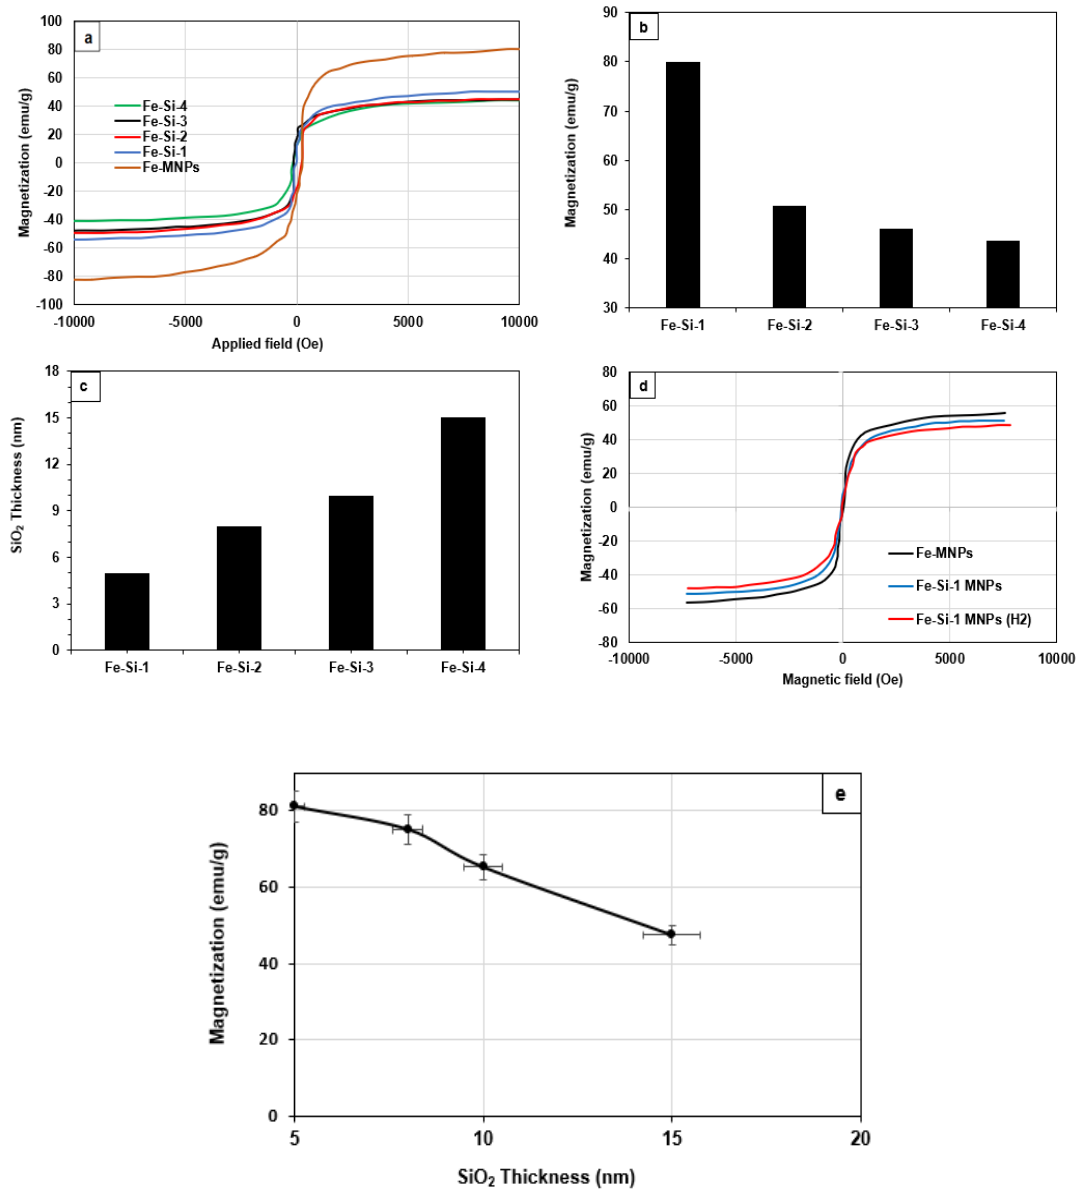 a
Magnetization (emu/g)
100
80
60
40
20
0
-20
-40
-60
-80
-100
Fe-Si-4
Fe-Si-3
Fe-Si-2
Fe-Si-1
Fe-MNPs
-10000 -5000 0 5000 10000
Applied field (Oe)
b
Magnetization (emu/g)
90
80
70
60
50
40
30
Fe-Si-1 Fe-Si-2 Fe-Si-3 Fe-Si-4
c
SiO₂ Thickness (nm)
18
15
12
9
6
3
0
Fe-Si-1 Fe-Si-2 Fe-Si-3 Fe-Si-4
d
Magnetization (emu/g)
80
60
40
20
0
-20
-40
-60
-80
Fe-MNPs
Fe-Si-1 MNPs
Fe-Si-1 MNPs (H2)
-10000 -5000 0 5000 10000
Magnetic field (Oe)
e
Magnetization (emu/g)
80
60
40
20
0
5 10 15 20
SiO₂ Thickness (nm)